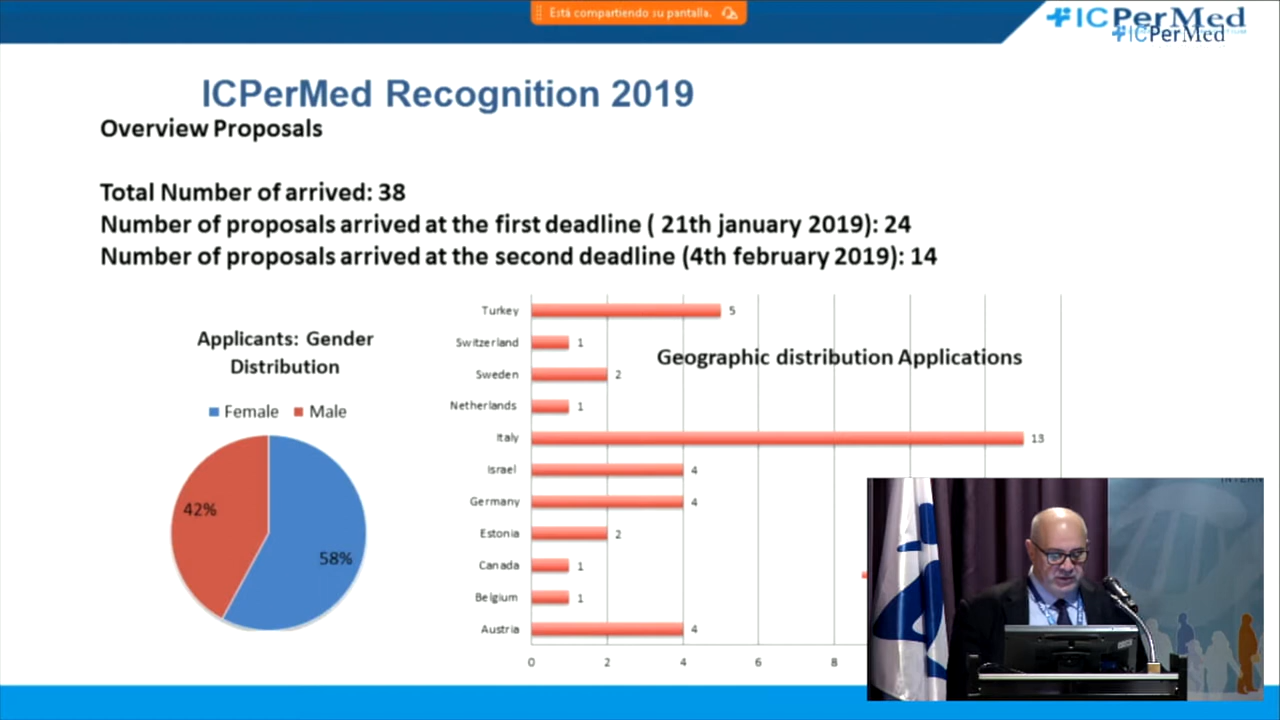 Está compartiendo su pantalla.
ICPerMed
ICPerMed
ICPerMed Recognition 2019
Overview Proposals
Total Number of arrived: 38
Number of proposals arrived at the first deadline ( 21th january 2019): 24
Number of proposals arrived at the second deadline (4th february 2019): 14
Applicants: Gender
Distribution
Female Male
42%
58%
Geographic distribution Applications
Turkey 5
Switzerland 1
Sweden 2
Netherlands 1
Italy 13
Israel 4
Germany 4
Estonia 2
Canada 1
Belgium 1
Austria 4
0 2 4 6 8
INTERN